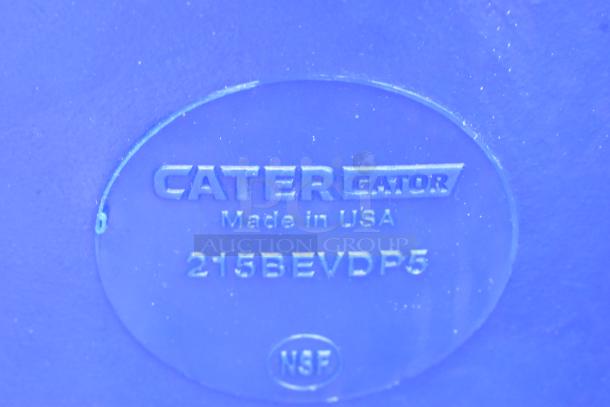 CATER GATOR
Made in USA
AUCTION GROUP
215BEVDP5
NSF